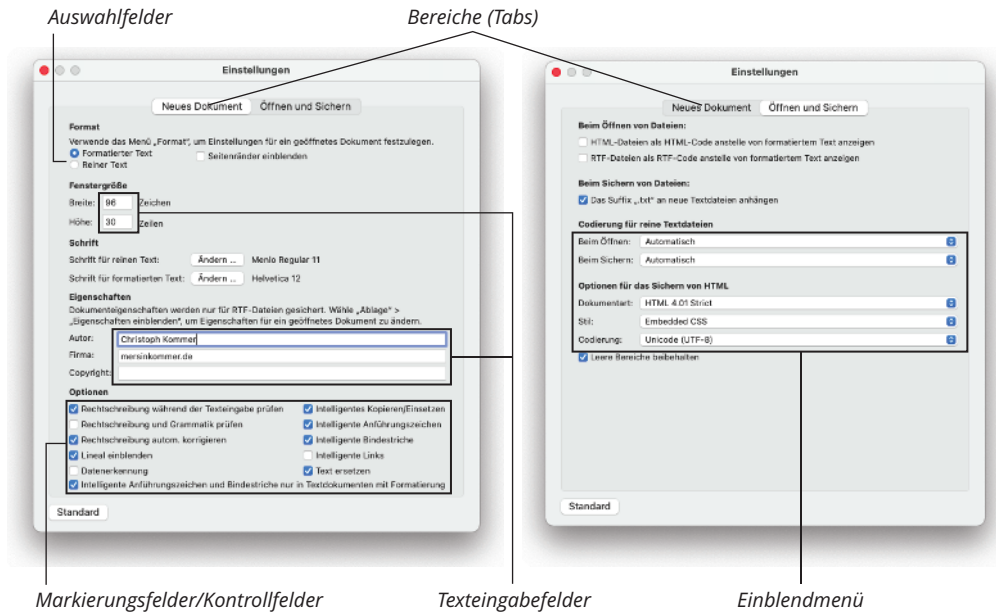 Auswahlfelder
Bereiche (Tabs)
Einstellungen
Neues Dokument
Öffnen und Sichern
Format
Verwende das Menü „Format“, um Einstellungen für ein geöffnetes Dokument festzulegen.
Formatierter Text
Seitenränder einblenden
Reiner Text
Fenstergröße
Breite: 96 Zeichen
Höhe: 30 Zeilen
Schrift
Schrift für reinen Text: Ändern ... Menlo Regular 11
Schrift für formatierten Text: Ändern ... Helvetica 12
Eigenschaften
Dokumenteigenschaften werden nur für RTF-Dateien gesichert. Wähle „Ablage“ >
„Eigenschaften einblenden“, um Eigenschaften für ein geöffnetes Dokument zu ändern.
Autor: Christoph Kommer
Firma: mersinkommer.de
Copyright:
Optionen
Rechtschreibung während der Texteingabe prüfen
Intelligentes Kopieren/Einsetzen
Rechtschreibung und Grammatik prüfen
Intelligente Anführungszeichen
Rechtschreibung autom. korrigieren
Intelligente Bindestriche
Lineal einblenden
Intelligente Links
Datenerkennung
Text ersetzen
Intelligente Anführungszeichen und Bindestriche nur in Textdokumenten mit Formatierung
Standard
Einstellungen
Neues Dokument
Öffnen und Sichern
Beim Öffnen von Dateien:
HTML-Dateien als HTML-Code anstelle von formatiertem Text anzeigen
RTF-Dateien als RTF-Code anstelle von formatiertem Text anzeigen
Beim Sichern von Dateien:
Das Suffix „.txt“ an neue Textdateien anhängen
Codierung für reine Textdateien
Beim Öffnen: Automatisch
Beim Sichern: Automatisch
Optionen für das Sichern von HTML
Dokumentart: HTML 4.01 Strict
Stil: Embedded CSS
Codierung: Unicode (UTF-8)
Leere Bereiche beibehalten
Standard
Markierungsfelder/Kontrollfelder
Texteingabefelder
Einblendmenü